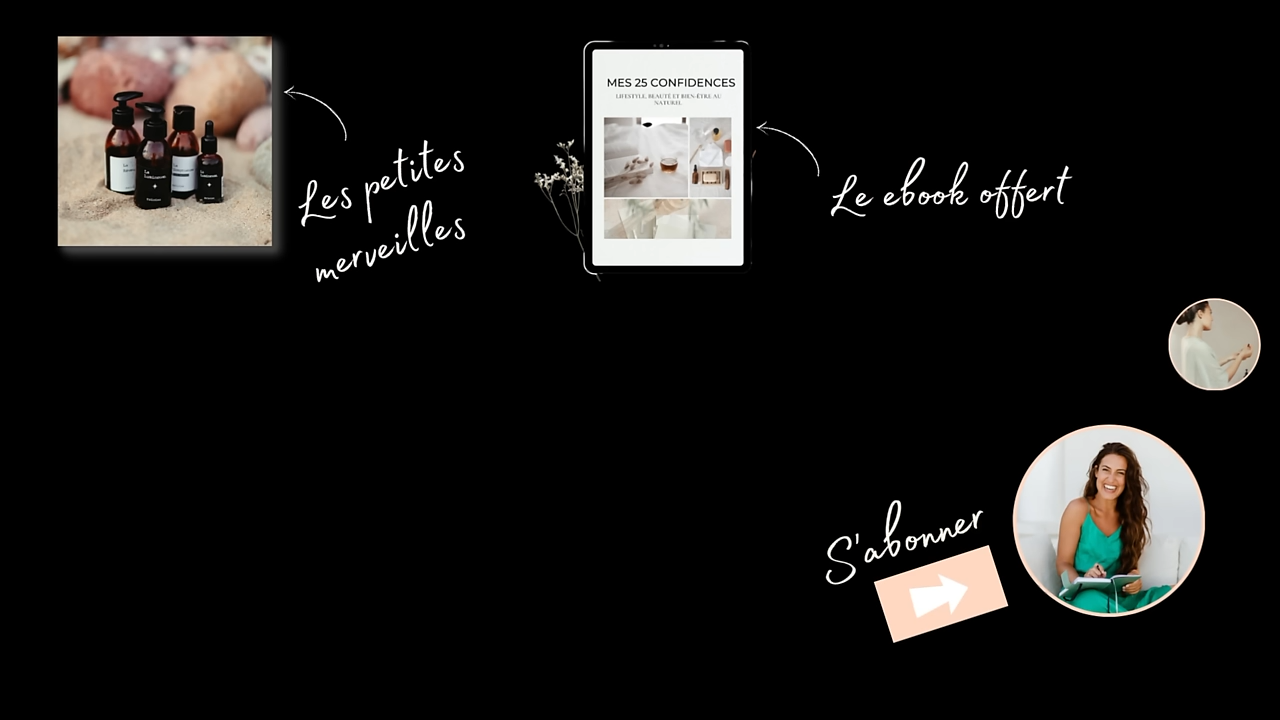 Les petites
merveilles
MES 25 CONFIDENCES
LIFESTYLE, BEAUTÉ ET BIEN-ÊTRE AU
NATUREL
Le ebook offert
S'abonner